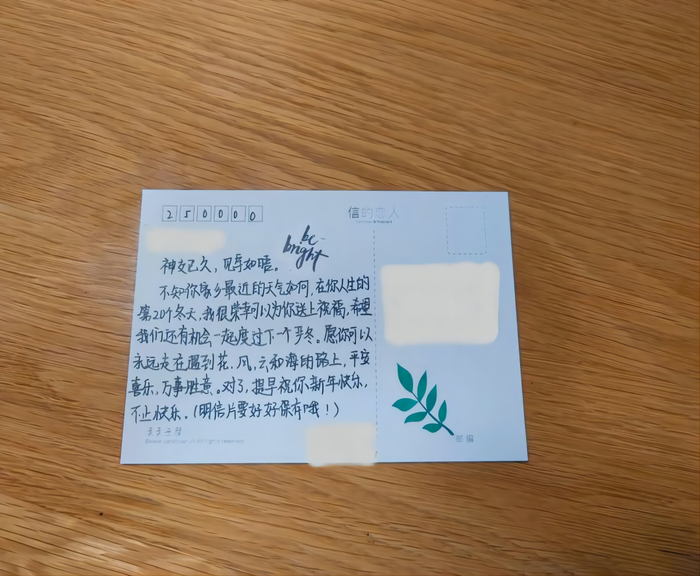 250000
信的恋人
be
bright
神交已久，见字如晤。
不知你家乡最近的天气如何，在你人生的
第20个冬天，我很荣幸可以为你送上祝福，希望
我们还有机会一起度过下一个岁冬。愿你可以
永远走在遇到花、风、云和海的路上，平安
喜乐，万事胜意。对了，提早祝你新年快乐，
不止快乐。（明信片要好好保存哦！）
邮编